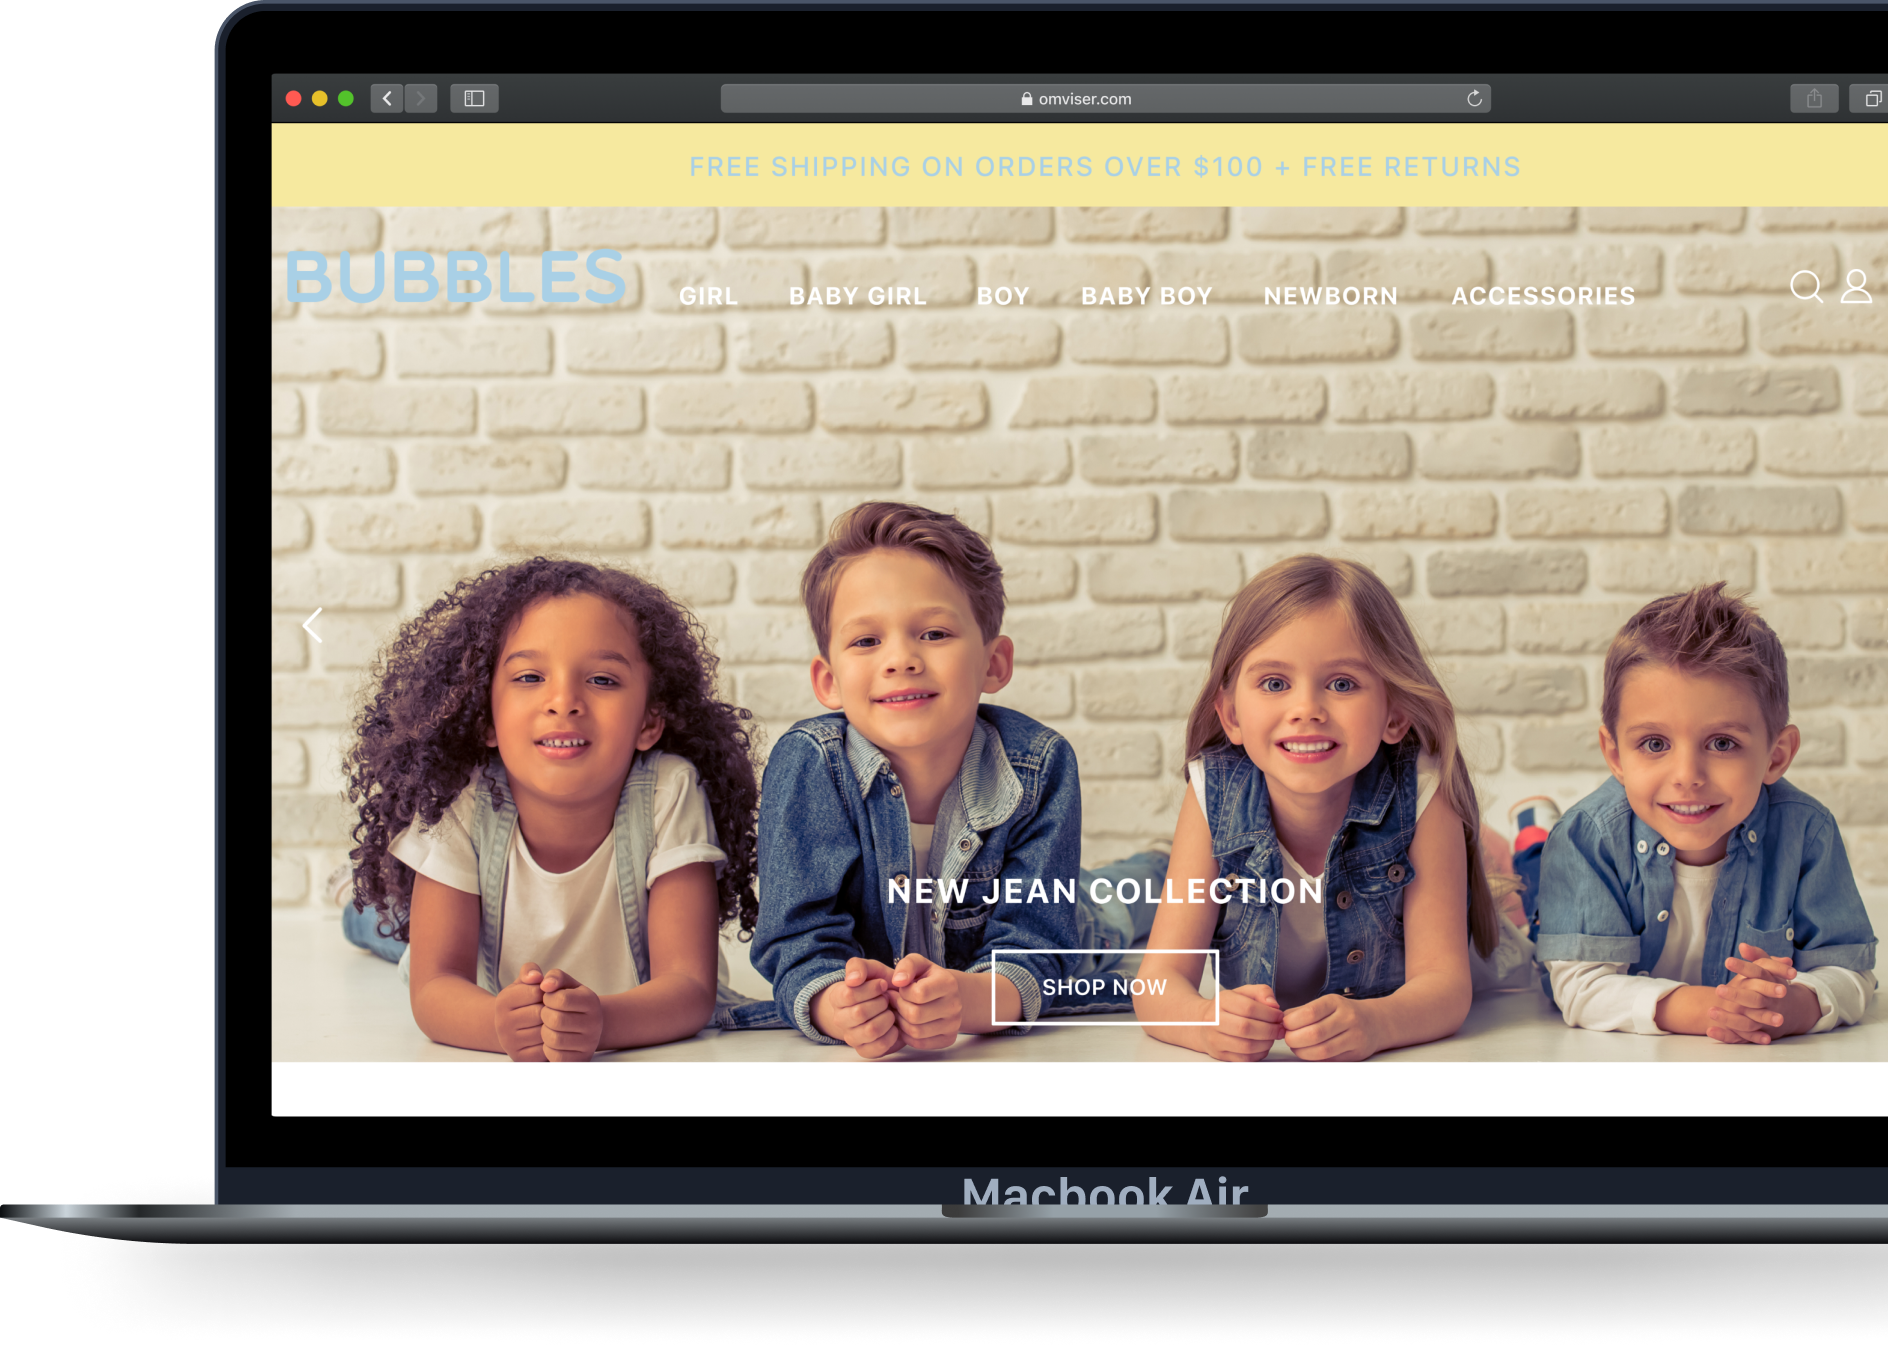 omviser.com
FREE SHIPPING ON ORDERS OVER $100 + FREE RETURNS
BUBBLES
GIRL BABY GIRL BOY BABY BOY NEWBORN ACCESSORIES
NEW JEAN COLLECTION
SHOP NOW
Macbook Air